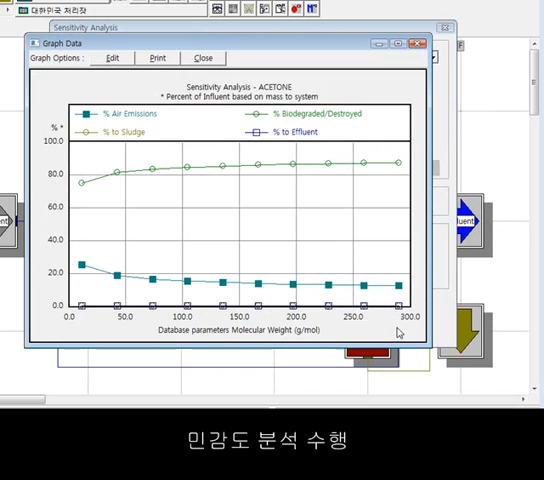 대한민국 처리장
Sensitivity Analysis
Graph Data
Graph Options : Edit Print Close
Sensitivity Analysis - ACETONE
* Percent of Influent based on mass to system
% Air Emissions % Biodegraded/Destroyed
% to Sludge % to Effluent
% *
100.0
80.0
60.0
40.0
20.0
0.0
0.0 50.0 100.0 150.0 200.0 250.0 300.0
Database parameters Molecular Weight (g/mol)
민감도 분석 수행